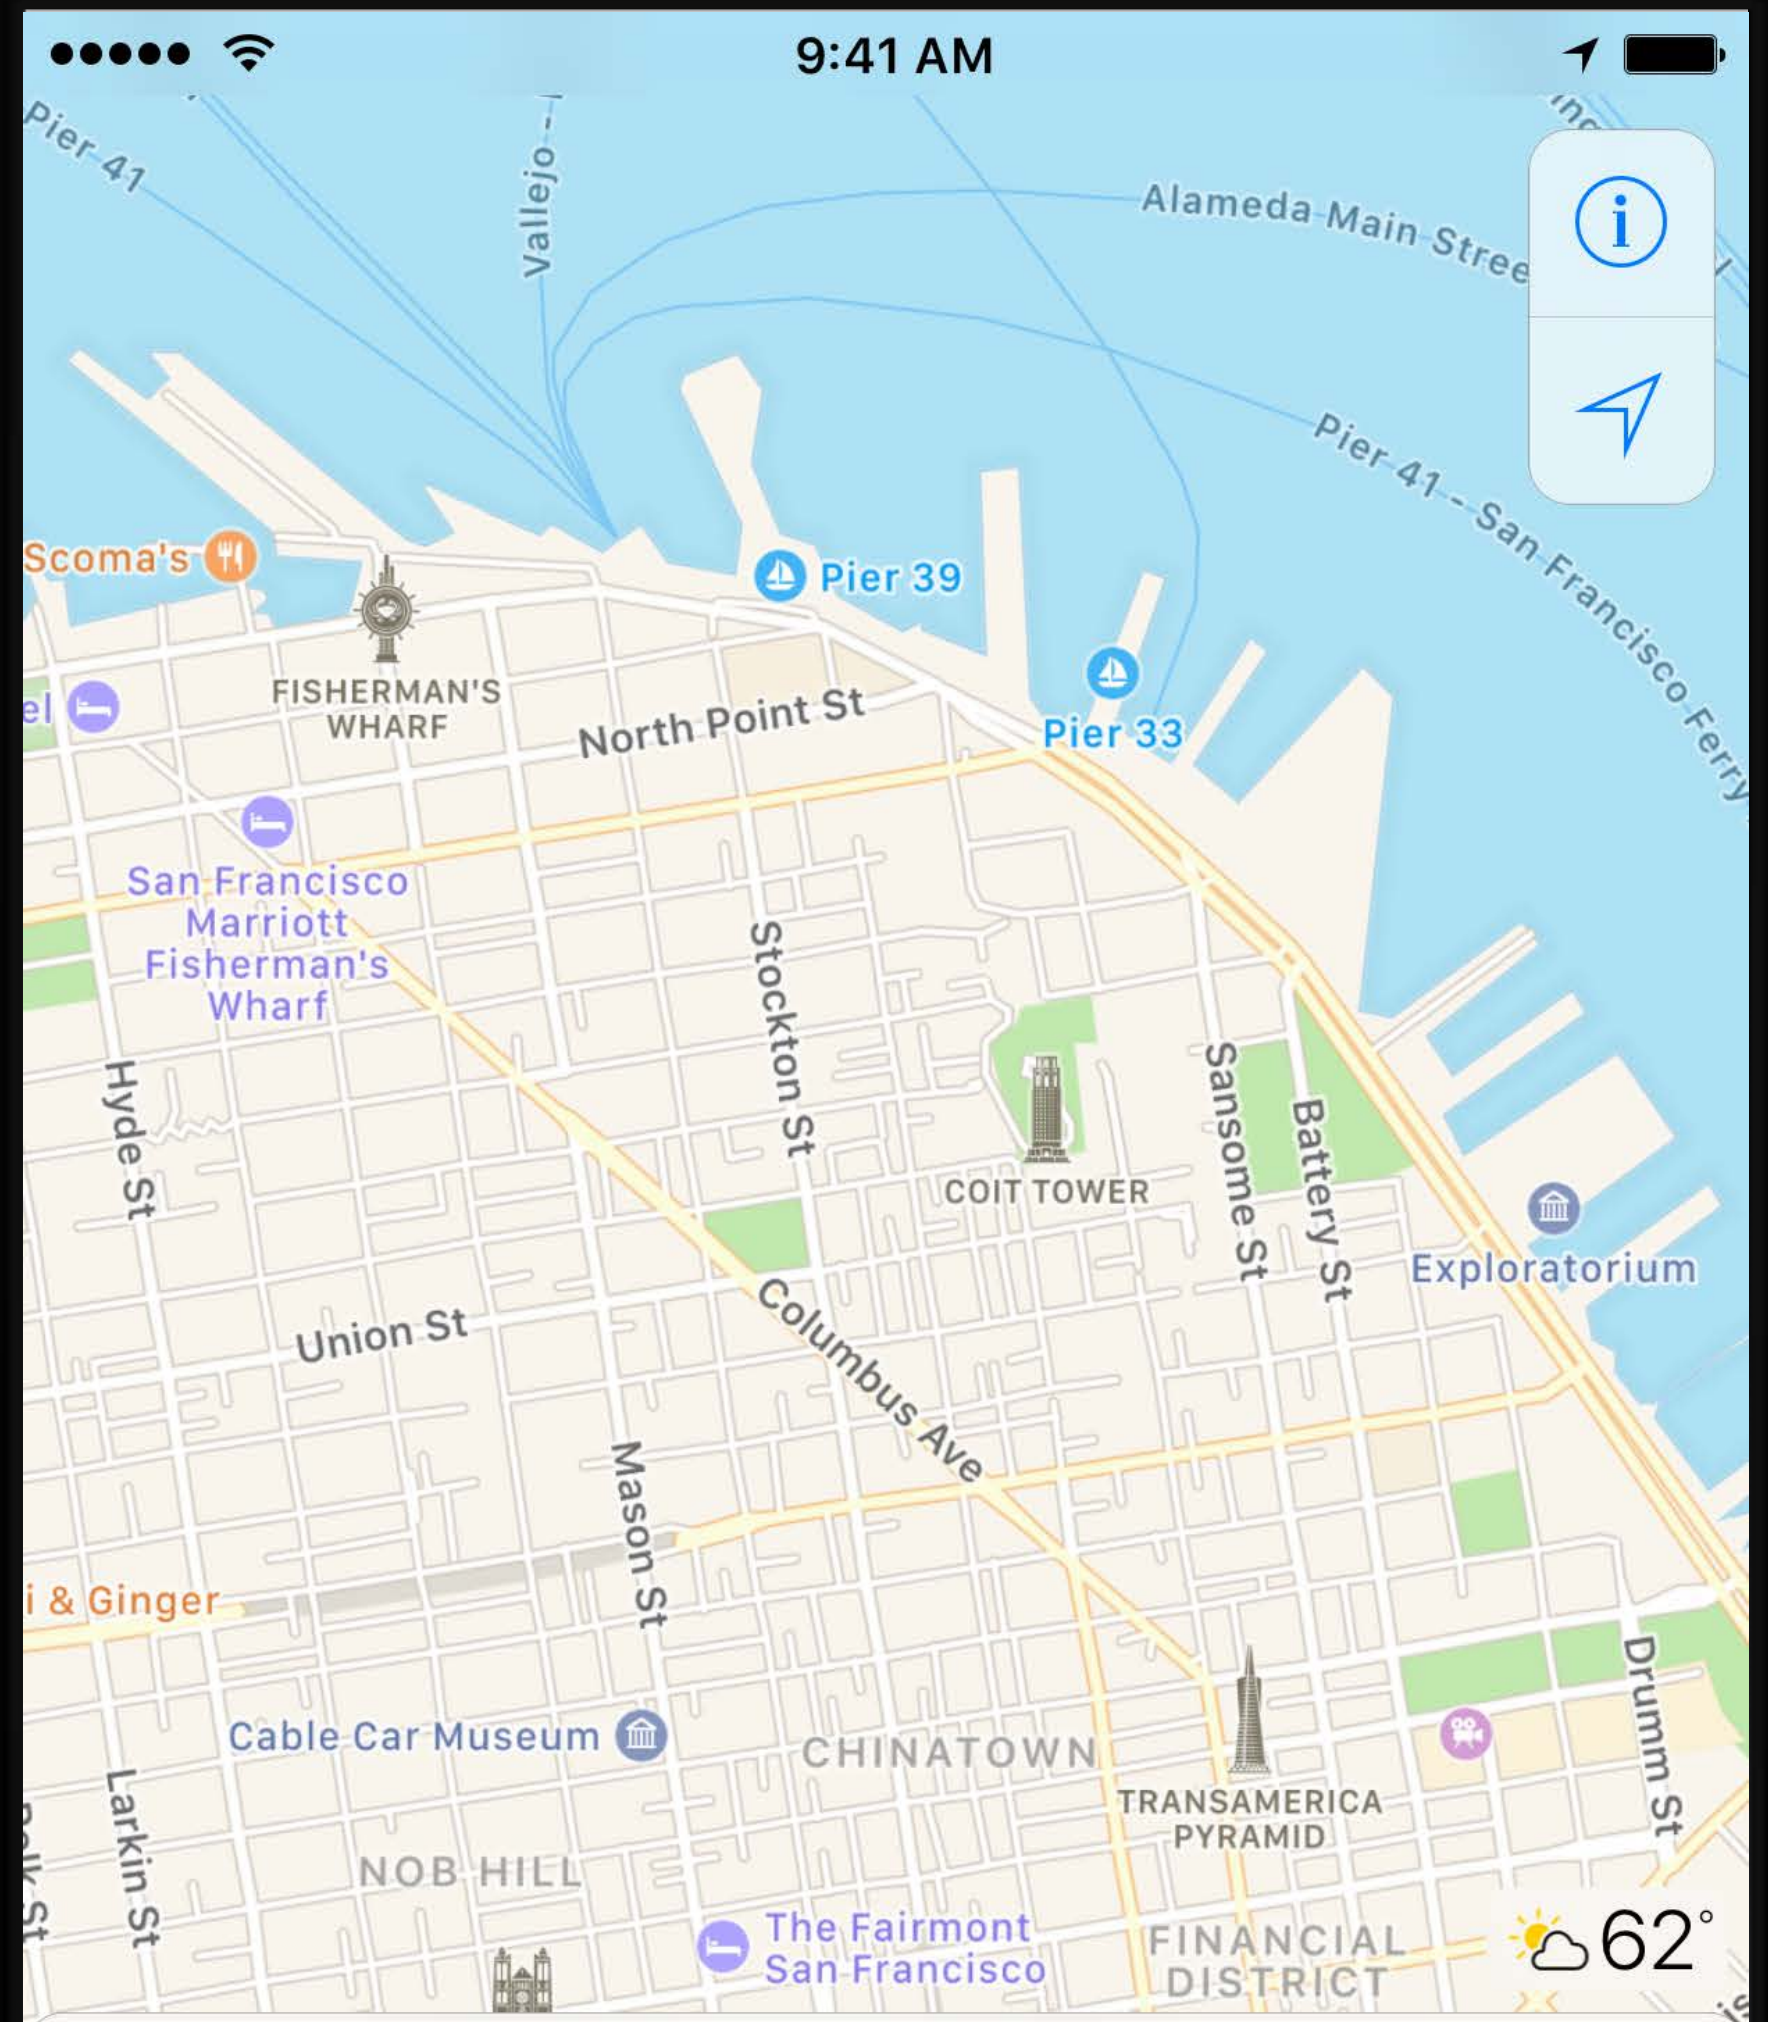 9:41 AM
Pier 41
Vallejo -
Alameda Main Stree
Pier 41 - San Francisco Ferry
Scoma's
Pier 39
FISHERMAN'S
WHARF
el
North Point St
Pier 33
San Francisco
Marriott
Fisherman's
Wharf
Stockton St
Hyde St
Sansome St
Battery St
COIT TOWER
Exploratorium
Union St
Columbus Ave
Mason St
i & Ginger
Drumm St
Cable Car Museum
CHINATOWN
Larkin St
TRANSAMERICA
PYRAMID
NOB HILL
St
The Fairmont
San Francisco
FINANCIAL
DISTRICT
62°